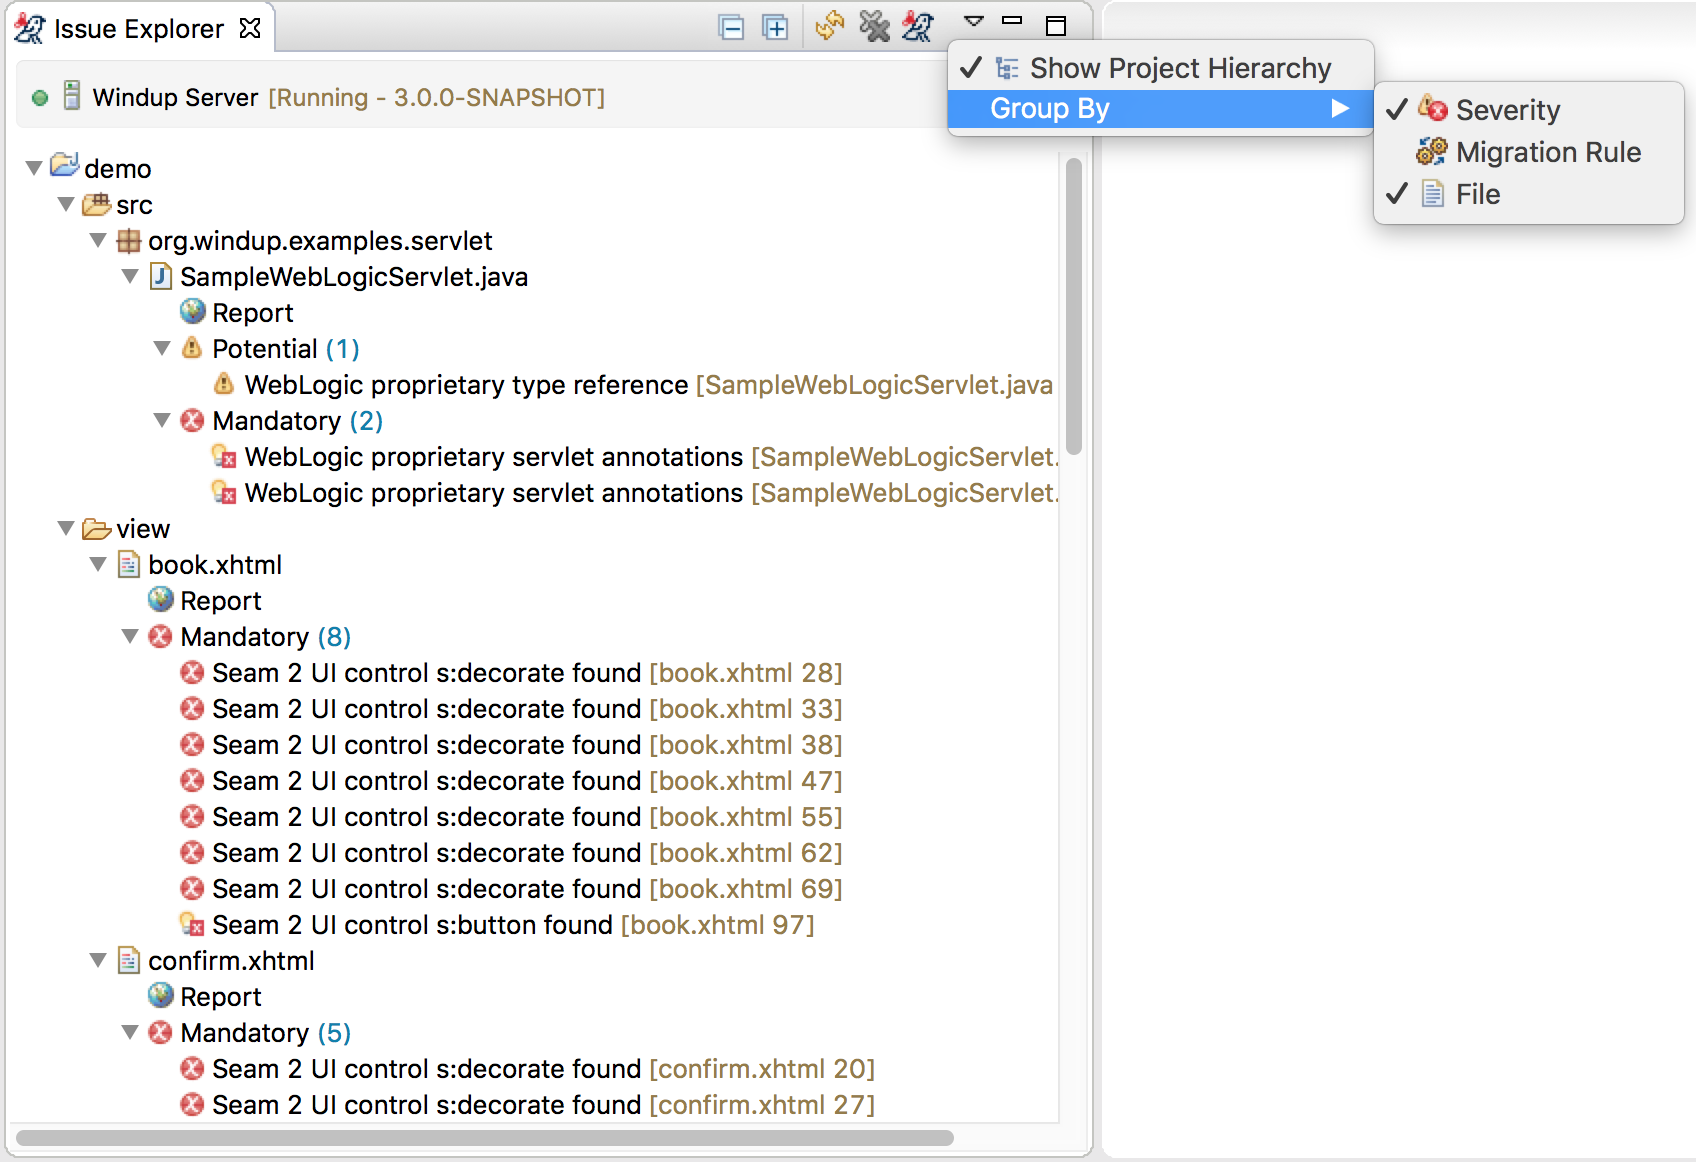 Issue Explorer
Windup Server [Running - 3.0.0-SNAPSHOT]
Show Project Hierarchy
Group By
Severity
Migration Rule
File
demo
src
org.windup.examples.servlet
SampleWebLogicServlet.java
Report
Potential (1)
WebLogic proprietary type reference [SampleWebLogicServlet.java
Mandatory (2)
WebLogic proprietary servlet annotations [SampleWebLogicServlet.
WebLogic proprietary servlet annotations [SampleWebLogicServlet.
view
book.xhtml
Report
Mandatory (8)
Seam 2 UI control s:decorate found [book.xhtml 28]
Seam 2 UI control s:decorate found [book.xhtml 33]
Seam 2 UI control s:decorate found [book.xhtml 38]
Seam 2 UI control s:decorate found [book.xhtml 47]
Seam 2 UI control s:decorate found [book.xhtml 55]
Seam 2 UI control s:decorate found [book.xhtml 62]
Seam 2 UI control s:decorate found [book.xhtml 69]
Seam 2 UI control s:button found [book.xhtml 97]
confirm.xhtml
Report
Mandatory (5)
Seam 2 UI control s:decorate found [confirm.xhtml 20]
Seam 2 UI control s:decorate found [confirm.xhtml 27]